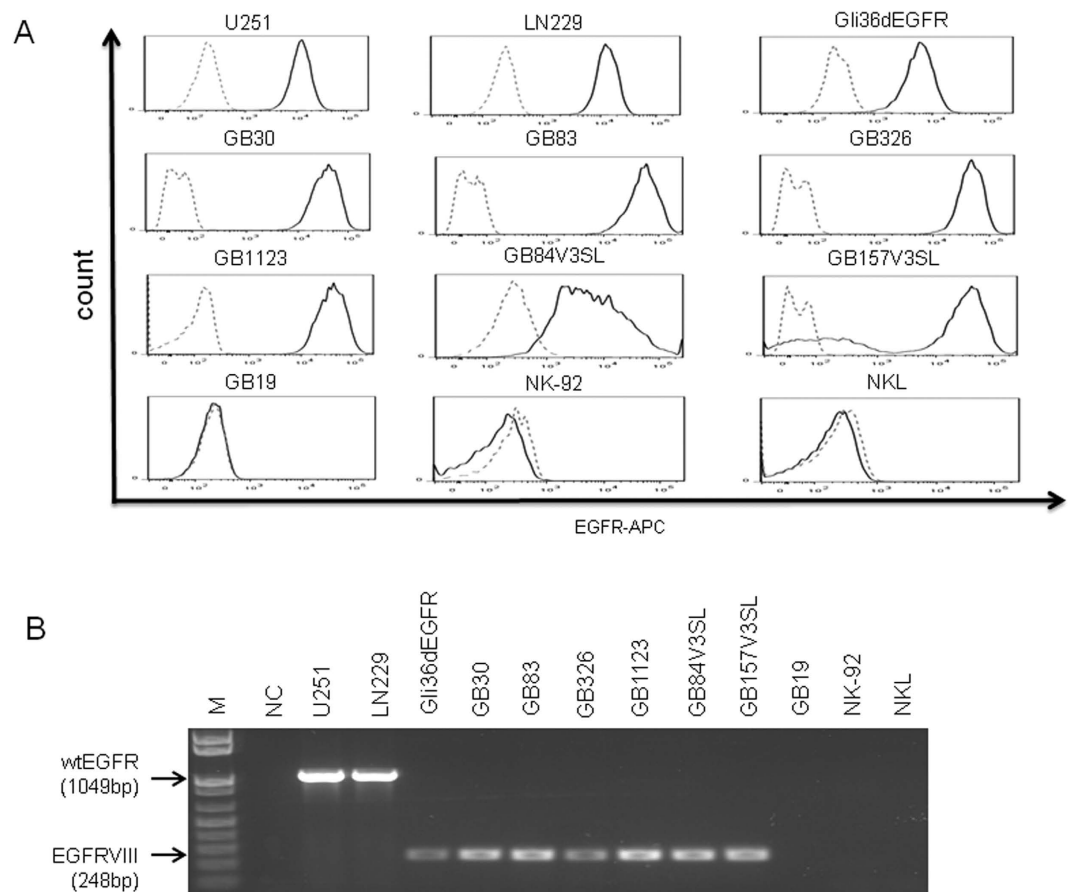 A
U251 LN229 Gli36dEGFR
GB30 GB83 GB326
GB1123 GB84V3SL GB157V3SL
GB19 NK-92 NKL
count
EGFR-APC
B
M NC U251 LN229 Gli36dEGFR GB30 GB83 GB326 GB1123 GB84V3SL GB157V3SL GB19 NK-92 NKL
wtEGFR
(1049bp)
EGFRVIII
(248bp)